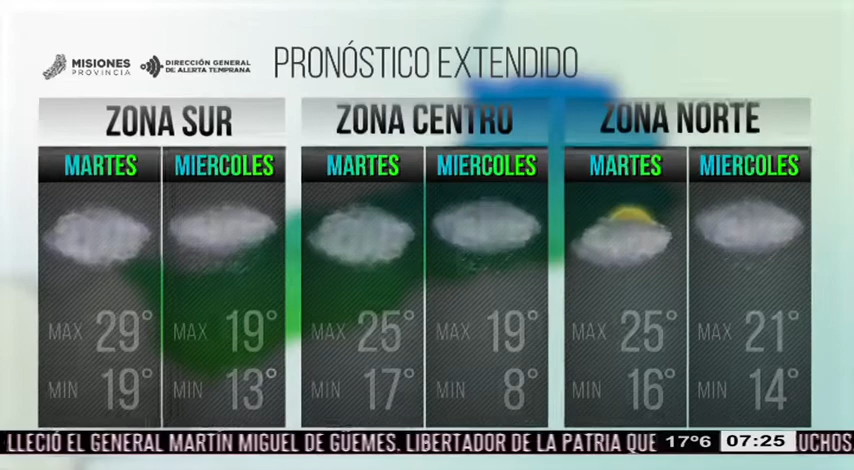 MISIONES
PROVINCIA
DIRECCIÓN GENERAL
DE ALERTA TEMPRANA
PRONÓSTICO EXTENDIDO
ZONA SUR
MARTES MIERCOLES
MAX 29° MAX 19°
MIN 19° MIN 13°
ZONA CENTRO
MARTES MIERCOLES
MAX 25° MAX 19°
MIN 17° MIN 8°
ZONA NORTE
MARTES MIERCOLES
MAX 25° MAX 21°
MIN 16° MIN 14°
LLECIÓ EL GENERAL MARTÍN MIGUEL DE GÜEMES. LIBERTADOR DE LA PATRIA QUE 17°6 07:25 UCHOS